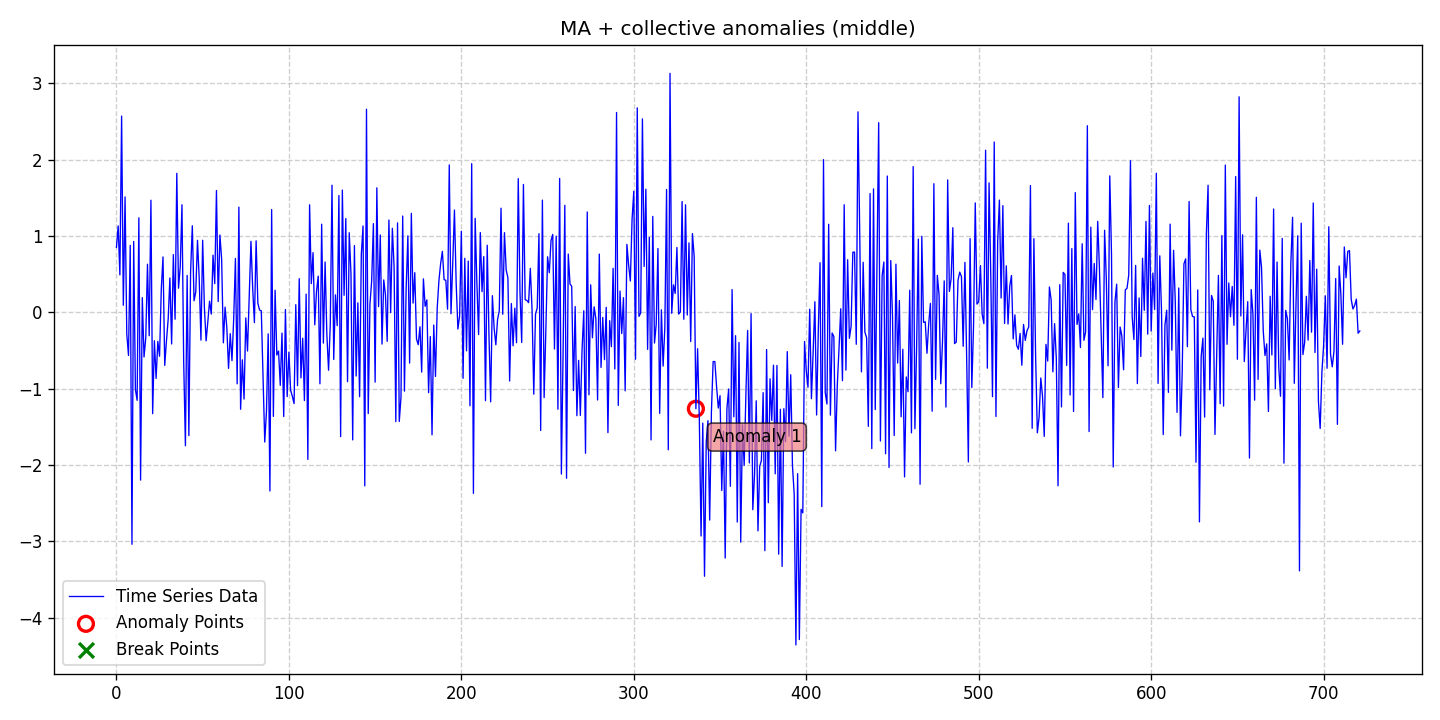 MA + collective anomalies (middle)
3
2
1
0
−1
−2
−3
−4
Anomaly 1
Time Series Data
Anomaly Points
Break Points
0 100 200 300 400 500 600 700